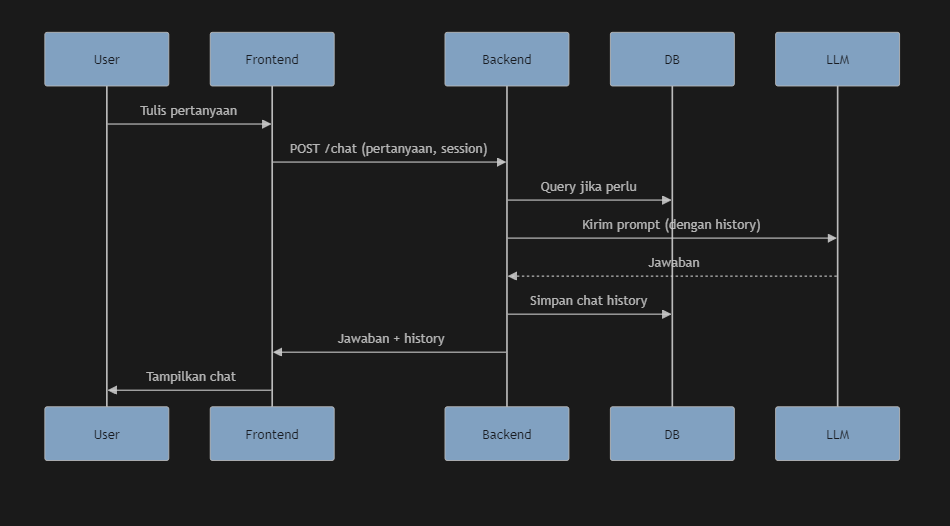 User
Frontend
Backend
DB
LLM
Tulis pertanyaan
POST /chat (pertanyaan, session)
Query jika perlu
Kirim prompt (dengan history)
Jawaban
Simpan chat history
Jawaban + history
Tampilkan chat
User
Frontend
Backend
DB
LLM